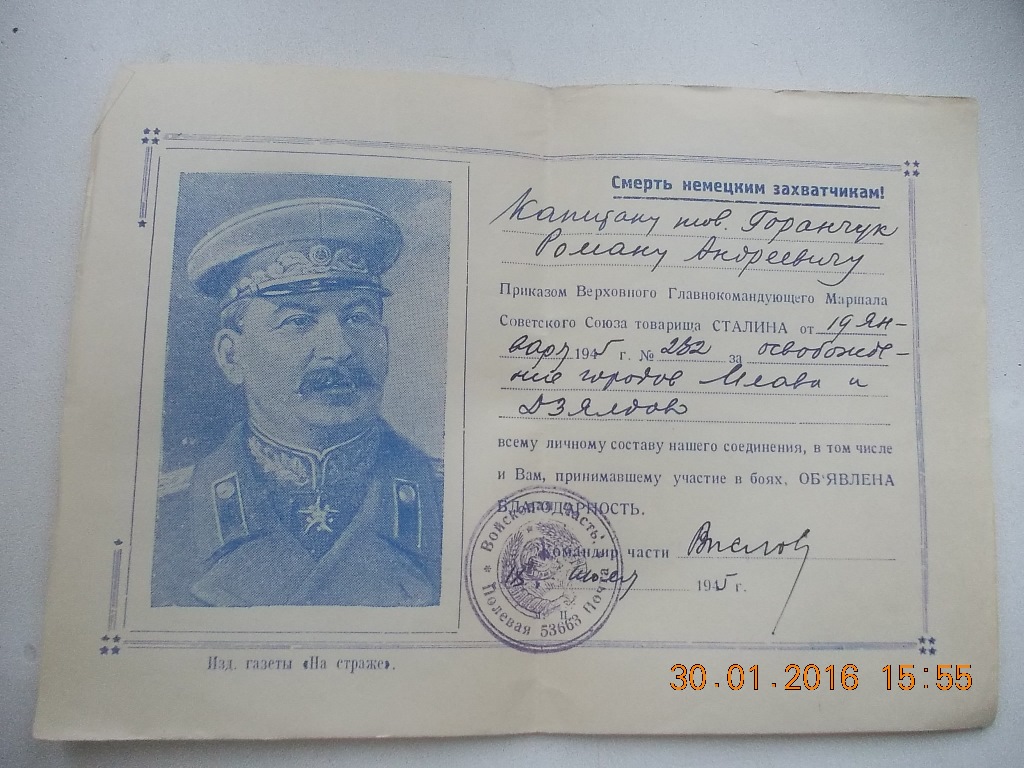 Смерть немецким захватчикам!
Капитану тов. Горанчук
Роману Андреевичу
Приказом Верховного Главнокомандующего Маршала
Советского Союза товарища СТАЛИНА от 19 ян-
варя 1945 г. № 232 за освобожде-
ние городов Млава и
Дзялдов
всему личному составу нашего соединения, в том числе
и Вам, принимавшему участие в боях, ОБ'ЯВЛЕНА
БЛАГОДАРНОСТЬ.
Командир части
1945 г.
Войсковая часть
Полевая Почта
53663
Изд. газеты «На страже».
30.01.2016 15:55